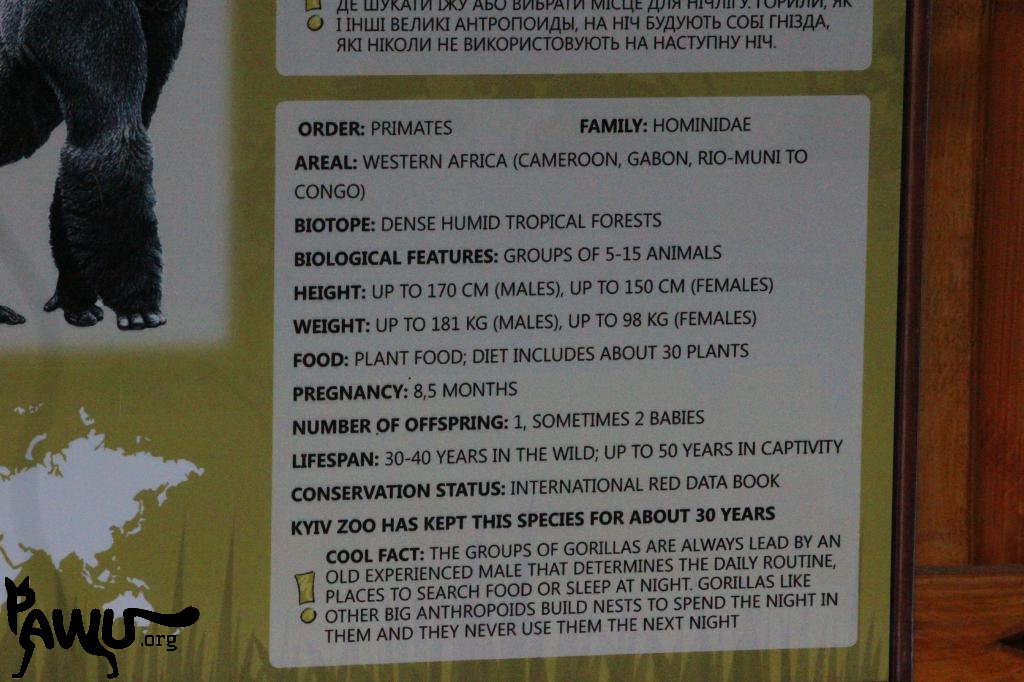 ДЕ ШУКАТИ ЇЖУ АБО ВИБРАТИ МІСЦЕ ДЛЯ НІЧЛІГУ. ГОРИЛИ, ЯК
І ІНШІ ВЕЛИКІ АНТРОПОИДЫ, НА НІЧ БУДУЮТЬ СОБІ ГНІЗДА,
ЯКІ НІКОЛИ НЕ ВИКОРИСТОВУЮТЬ НА НАСТУПНУ НІЧ.
ORDER: PRIMATES FAMILY: HOMINIDAE
AREAL: WESTERN AFRICA (CAMEROON, GABON, RIO-MUNI TO
CONGO)
BIOTOPE: DENSE HUMID TROPICAL FORESTS
BIOLOGICAL FEATURES: GROUPS OF 5-15 ANIMALS
HEIGHT: UP TO 170 CM (MALES), UP TO 150 CM (FEMALES)
WEIGHT: UP TO 181 KG (MALES), UP TO 98 KG (FEMALES)
FOOD: PLANT FOOD; DIET INCLUDES ABOUT 30 PLANTS
PREGNANCY: 8,5 MONTHS
NUMBER OF OFFSPRING: 1, SOMETIMES 2 BABIES
LIFESPAN: 30-40 YEARS IN THE WILD; UP TO 50 YEARS IN CAPTIVITY
CONSERVATION STATUS: INTERNATIONAL RED DATA BOOK
KYIV ZOO HAS KEPT THIS SPECIES FOR ABOUT 30 YEARS
COOL FACT: THE GROUPS OF GORILLAS ARE ALWAYS LEAD BY AN
OLD EXPERIENCED MALE THAT DETERMINES THE DAILY ROUTINE,
PLACES TO SEARCH FOOD OR SLEEP AT NIGHT. GORILLAS LIKE
OTHER BIG ANTHROPOIDS BUILD NESTS TO SPEND THE NIGHT IN
THEM AND THEY NEVER USE THEM THE NEXT NIGHT
PAWU.org